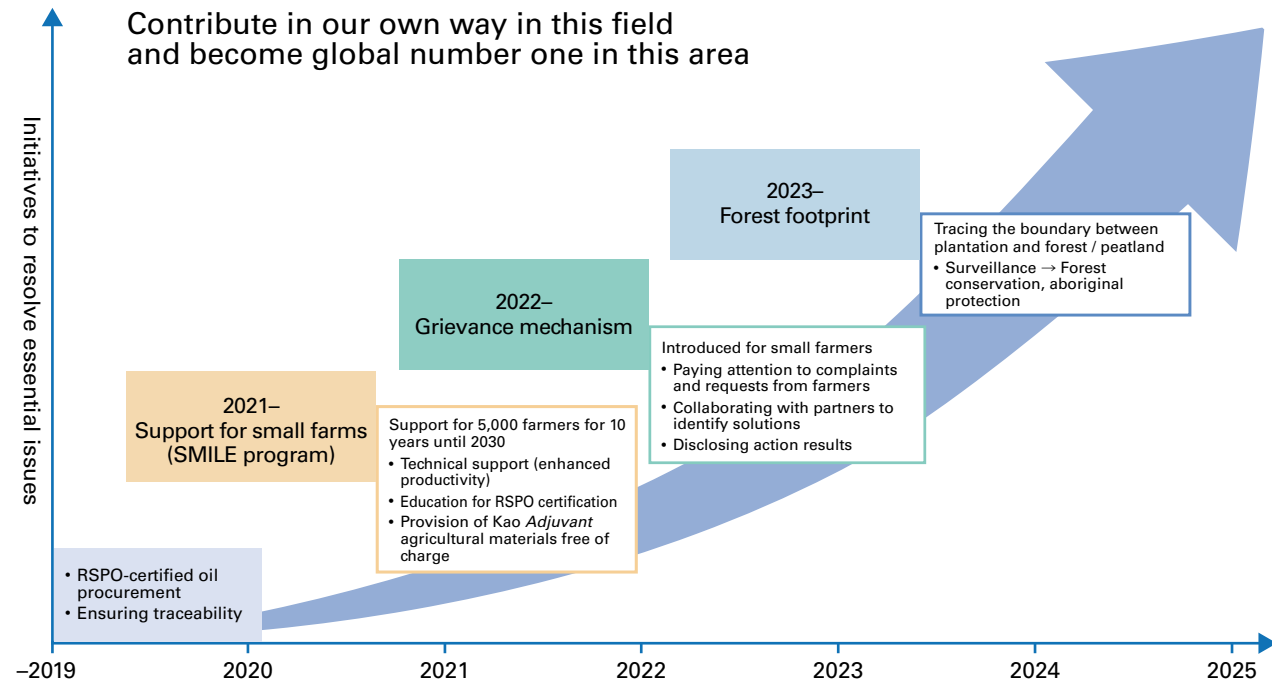 Contribute in our own way in this field
and become global number one in this area
Initiatives to resolve essential issues
2023–
Forest footprint
Tracing the boundary between
plantation and forest / peatland
• Surveillance → Forest
conservation, aboriginal
protection
2022–
Grievance mechanism
Introduced for small farmers
• Paying attention to complaints
and requests from farmers
• Collaborating with partners to
identify solutions
• Disclosing action results
2021–
Support for small farms
(SMILE program)
Support for 5,000 farmers for 10
years until 2030
• Technical support (enhanced
productivity)
• Education for RSPO certification
• Provision of Kao Adjuvant
agricultural materials free of
charge
• RSPO-certified oil
procurement
• Ensuring traceability
–2019 2020 2021 2022 2023 2024 2025